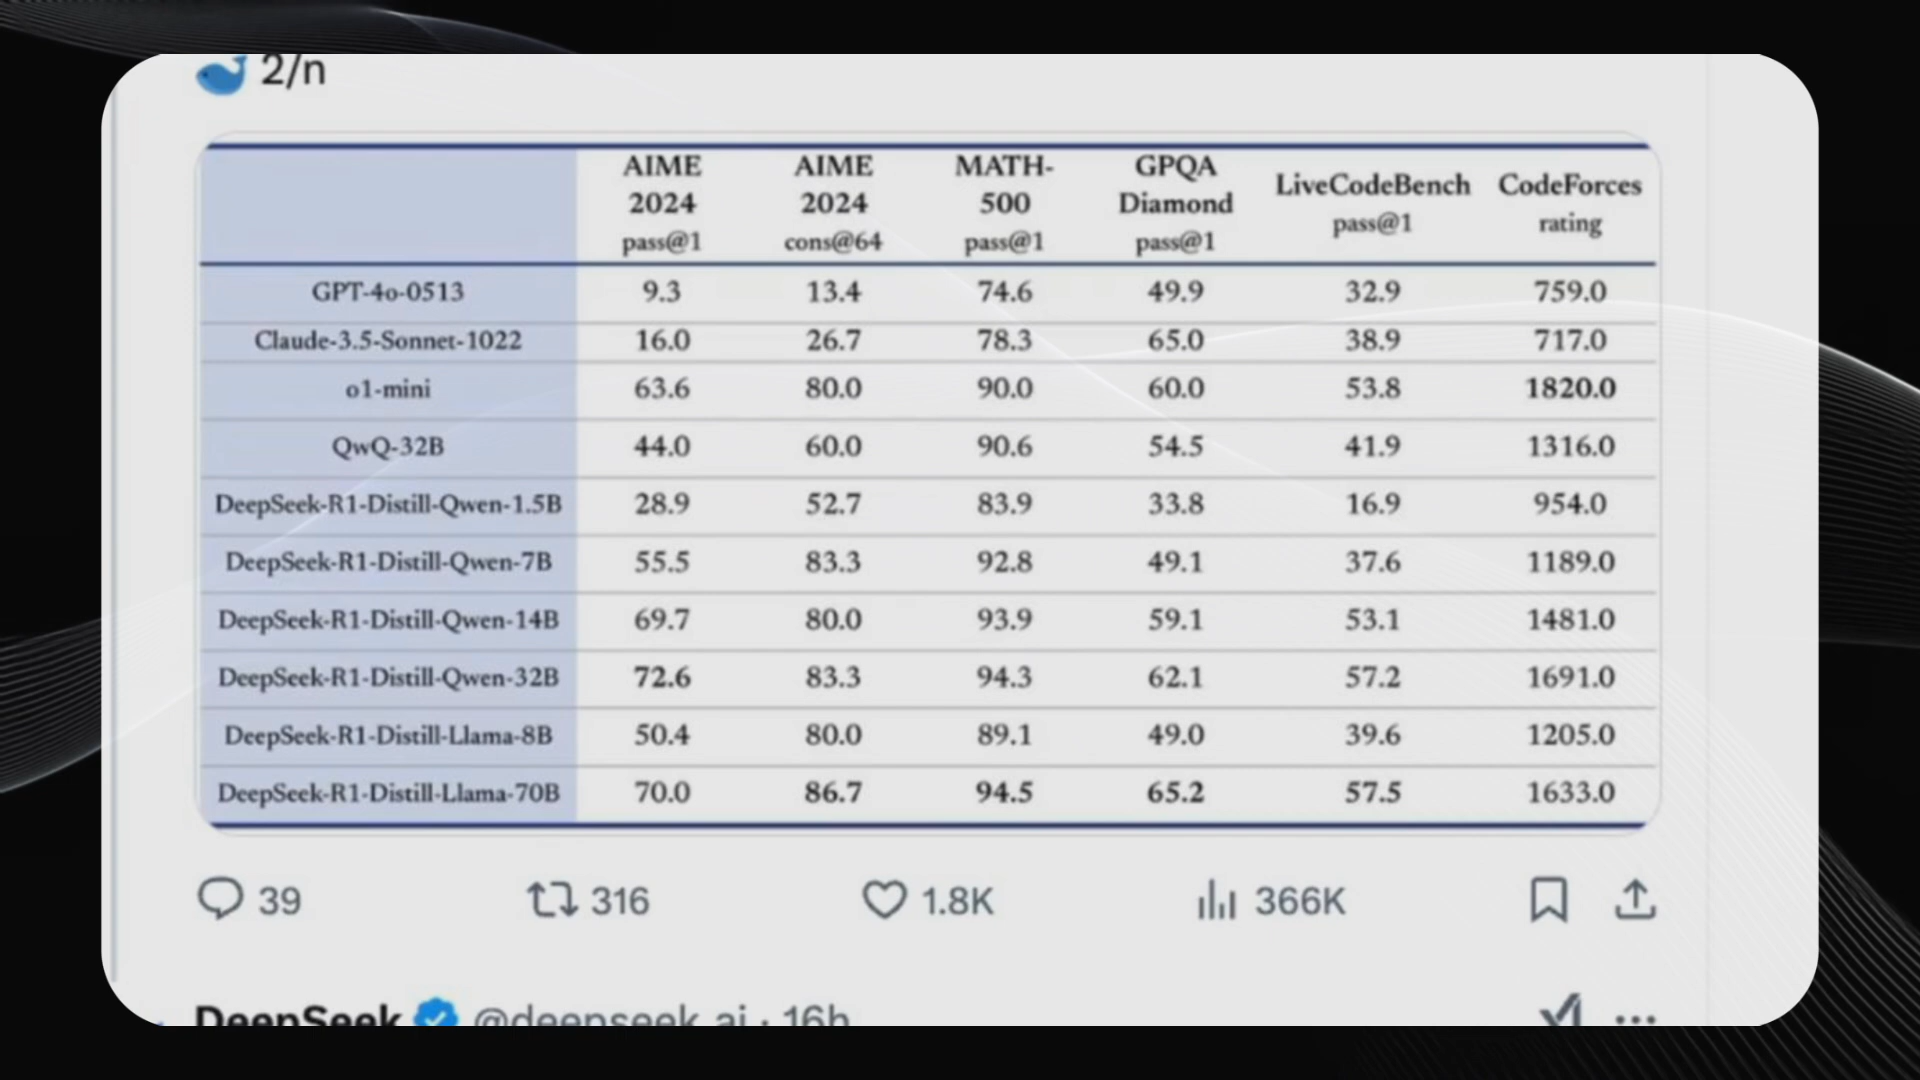 2/n
AIME 2024 pass@1 AIME 2024 cons@64 MATH-500 pass@1 GPQA Diamond pass@1 LiveCodeBench pass@1 CodeForces rating
GPT-4o-0513 9.3 13.4 74.6 49.9 32.9 759.0
Claude-3.5-Sonnet-1022 16.0 26.7 78.3 65.0 38.9 717.0
o1-mini 63.6 80.0 90.0 60.0 53.8 1820.0
QwQ-32B 44.0 60.0 90.6 54.5 41.9 1316.0
DeepSeek-R1-Distill-Qwen-1.5B 28.9 52.7 83.9 33.8 16.9 954.0
DeepSeek-R1-Distill-Qwen-7B 55.5 83.3 92.8 49.1 37.6 1189.0
DeepSeek-R1-Distill-Qwen-14B 69.7 80.0 93.9 59.1 53.1 1481.0
DeepSeek-R1-Distill-Qwen-32B 72.6 83.3 94.3 62.1 57.2 1691.0
DeepSeek-R1-Distill-Llama-8B 50.4 80.0 89.1 49.0 39.6 1205.0
DeepSeek-R1-Distill-Llama-70B 70.0 86.7 94.5 65.2 57.5 1633.0
39 316 1.8K 366K
DeepSeek @deepseek_ai · 16h